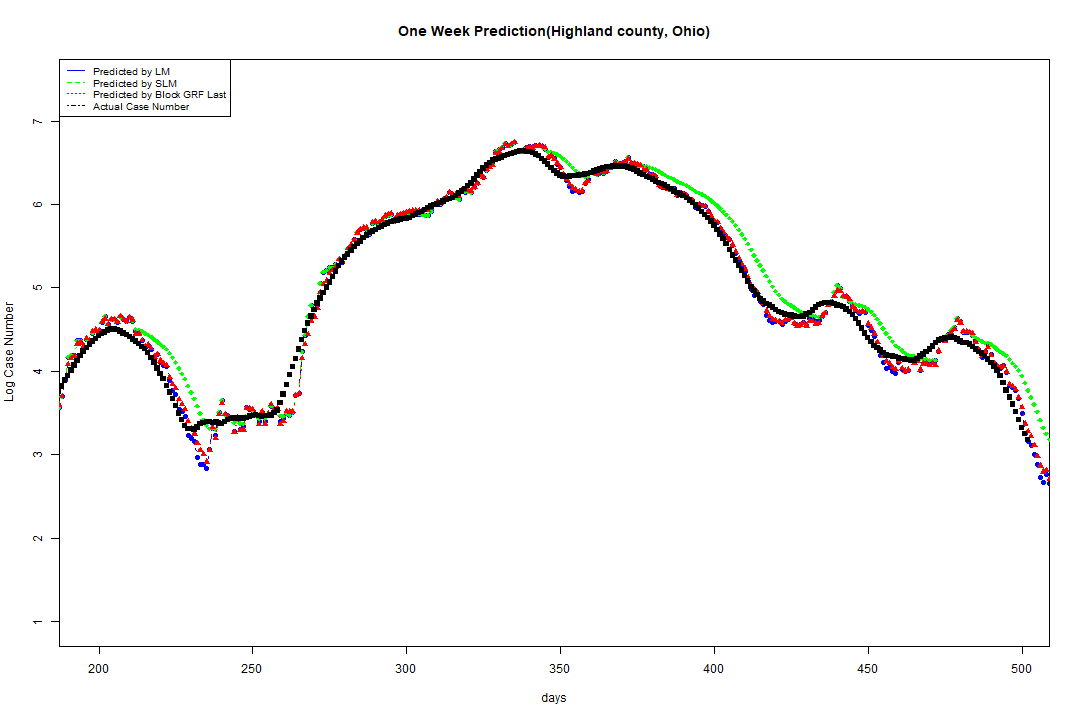 One Week Prediction(Highland county, Ohio)
Predicted by LM
Predicted by SLM
Predicted by Block GRF Last
Actual Case Number
7
6
5
4
3
2
1
Log Case Number
200 250 300 350 400 450 500
days